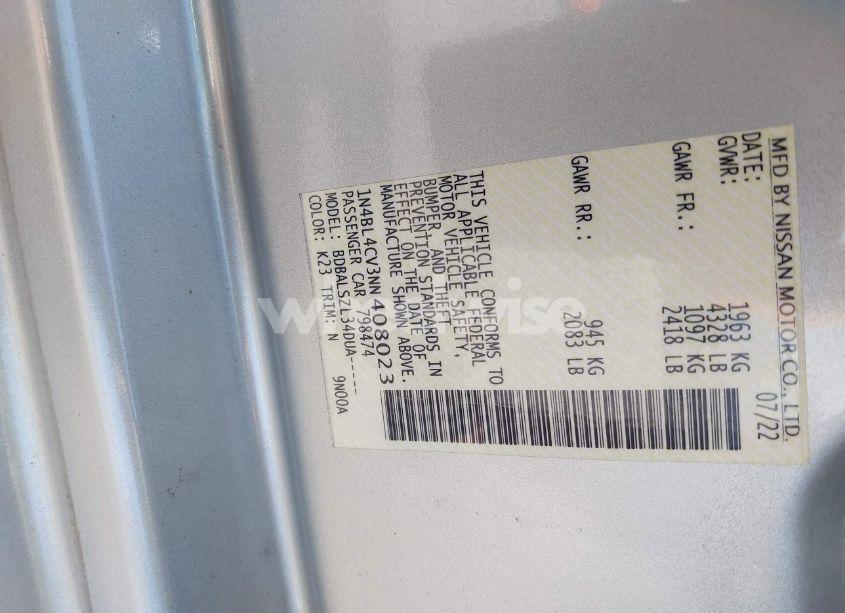 MFD BY NISSAN MOTOR CO., LTD.
DATE: 07/22
GVWR: 1963 KG
4328 LB
GAWR FR.: 1097 KG
2418 LB
GAWR RR.: 945 KG
2083 LB
THIS VEHICLE CONFORMS TO
ALL APPLICABLE FEDERAL
MOTOR VEHICLE SAFETY,
BUMPER, AND THEFT
PREVENTION STANDARDS IN
EFFECT ON THE DATE OF
MANUFACTURE SHOWN ABOVE.
1N4BL4CV3NN408023
PASSENGER CAR 798474
MODEL: BDBALSZL34DUA-----
COLOR: K23 TRIM: N 9N00A